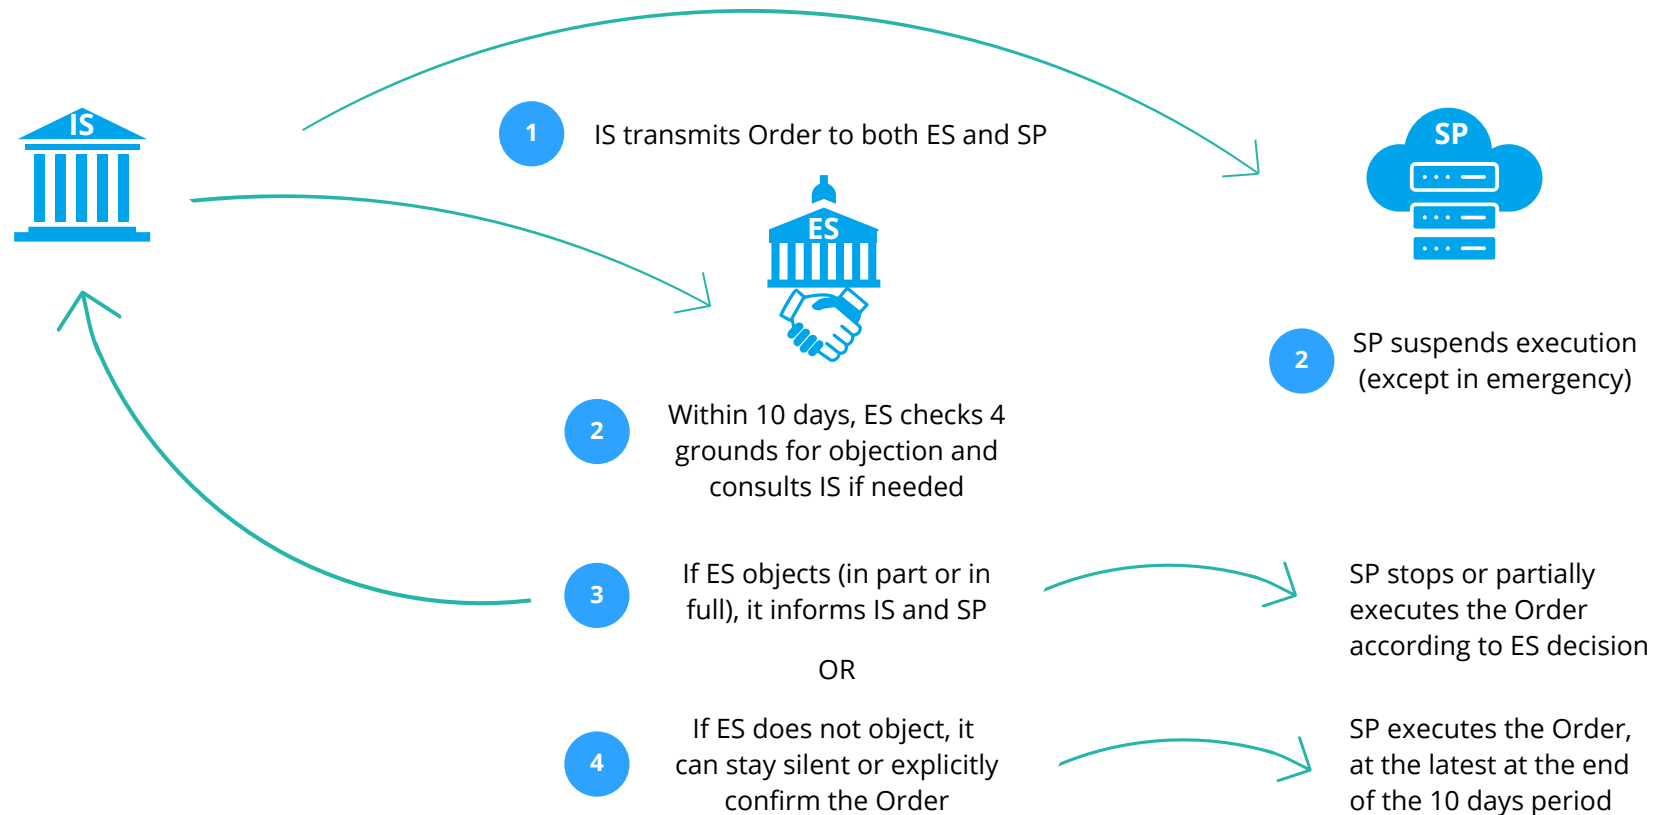 IS
1
IS transmits Order to both ES and SP
SP
ES
2
SP suspends execution
(except in emergency)
2
Within 10 days, ES checks 4
grounds for objection and
consults IS if needed
3
If ES objects (in part or in
full), it informs IS and SP
SP stops or partially
executes the Order
according to ES decision
OR
4
If ES does not object, it
can stay silent or explicitly
confirm the Order
SP executes the Order,
at the latest at the end
of the 10 days period